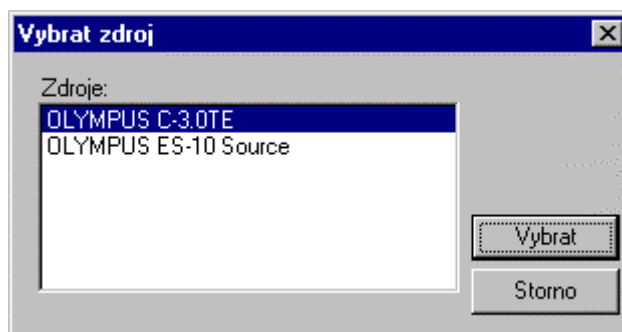 Vybrat zdroj
Zdroje:
OLYMPUS C-3.0TE
OLYMPUS ES-10 Source
Vybrat
Storno